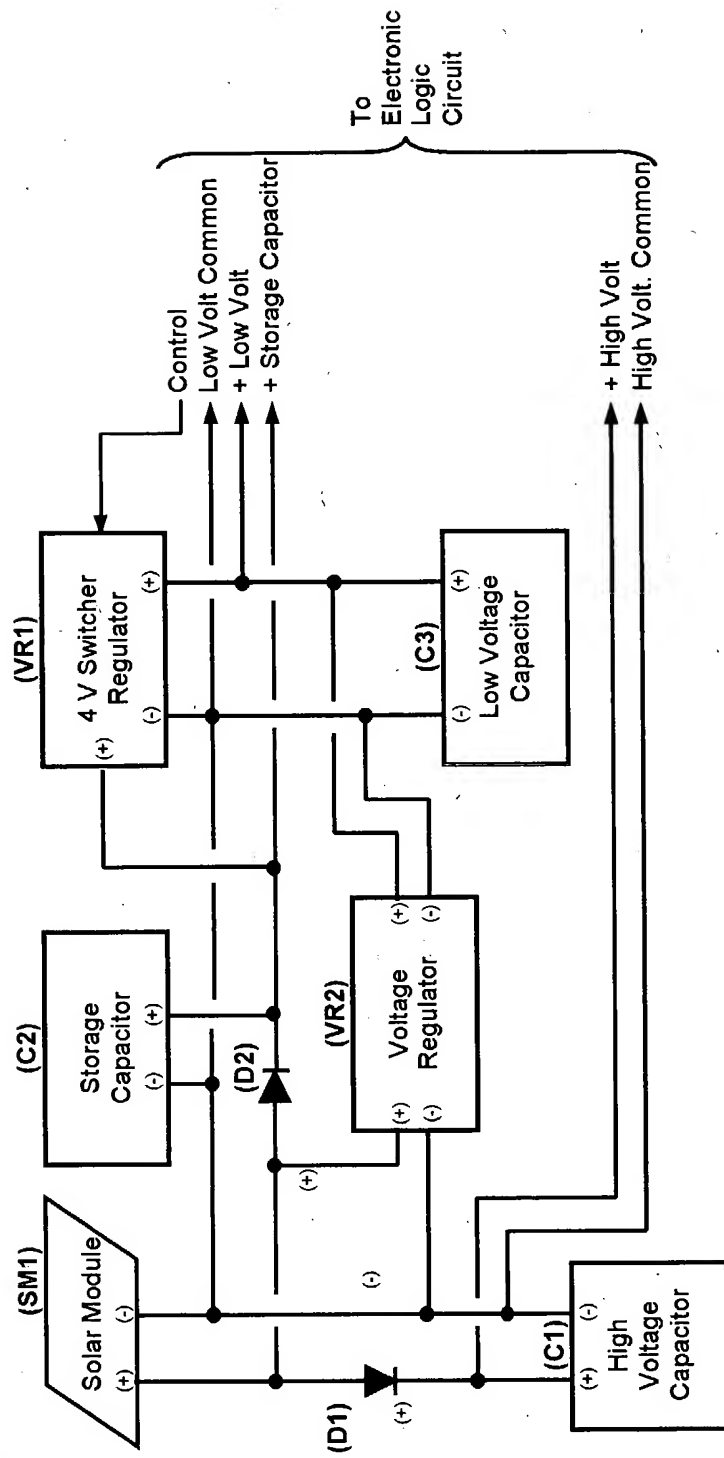 (SM1)
Solar Module
(+)
(-)
(C2)
Storage
Capacitor
(-)
(+)
(VR1)
4 V Switcher
Regulator
(+)
(-)
(+)
Control
Low Volt Common
+ Low Volt
+ Storage Capacitor
To
Electronic
Logic
Circuit
(D2)
(+)
(-)
(VR2)
Voltage
Regulator
(+)
(-)
(+)
(-)
(C3)
(-)
(+)
Low Voltage
Capacitor
(D1)
(+)
(C1)
(+)
(-)
High
Voltage
Capacitor
+ High Volt
High Volt. Common